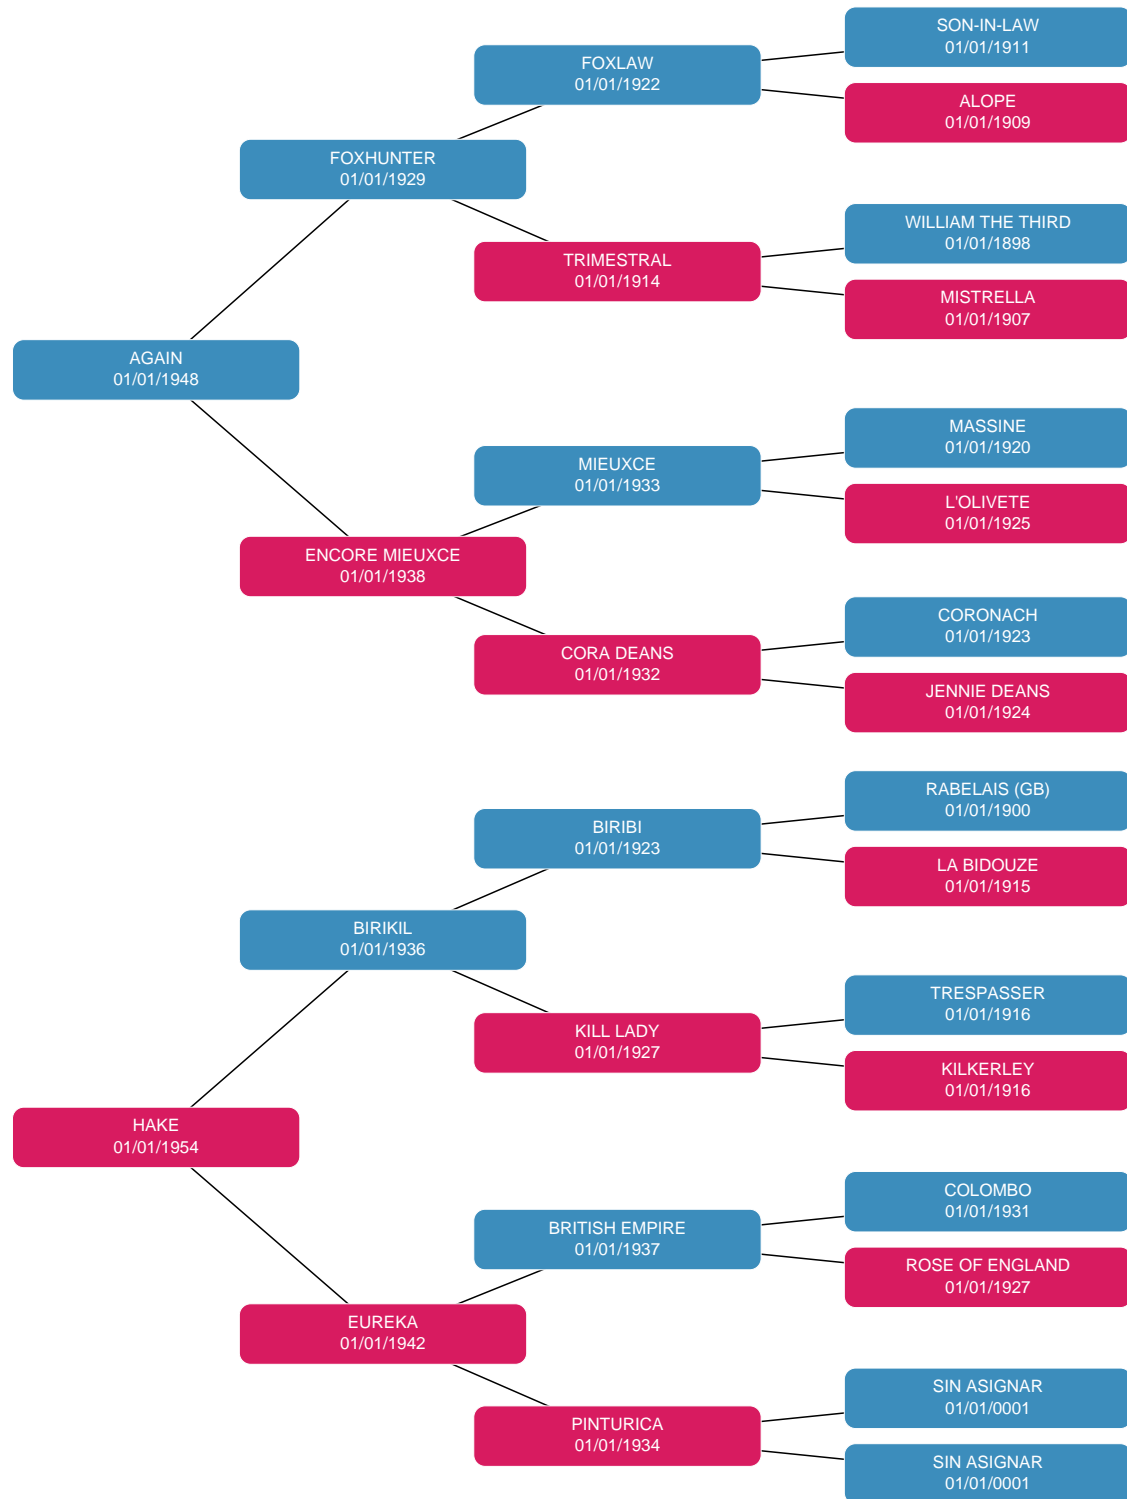 SON-IN-LAW
01/01/1911
FOXLAW
01/01/1922
ALOPE
01/01/1909
FOXHUNTER
01/01/1929
WILLIAM THE THIRD
01/01/1898
TRIMESTRAL
01/01/1914
MISTRELLA
01/01/1907
AGAIN
01/01/1948
MASSINE
01/01/1920
MIEUXCE
01/01/1933
L'OLIVETE
01/01/1925
ENCORE MIEUXCE
01/01/1938
CORONACH
01/01/1923
CORA DEANS
01/01/1932
JENNIE DEANS
01/01/1924
RABELAIS (GB)
01/01/1900
BIRIBI
01/01/1923
LA BIDOUZE
01/01/1915
BIRIKIL
01/01/1936
TRESPASSER
01/01/1916
KILL LADY
01/01/1927
KILKERLEY
01/01/1916
HAKE
01/01/1954
COLOMBO
01/01/1931
BRITISH EMPIRE
01/01/1937
ROSE OF ENGLAND
01/01/1927
EUREKA
01/01/1942
SIN ASIGNAR
01/01/0001
PINTURICA
01/01/1934
SIN ASIGNAR
01/01/0001